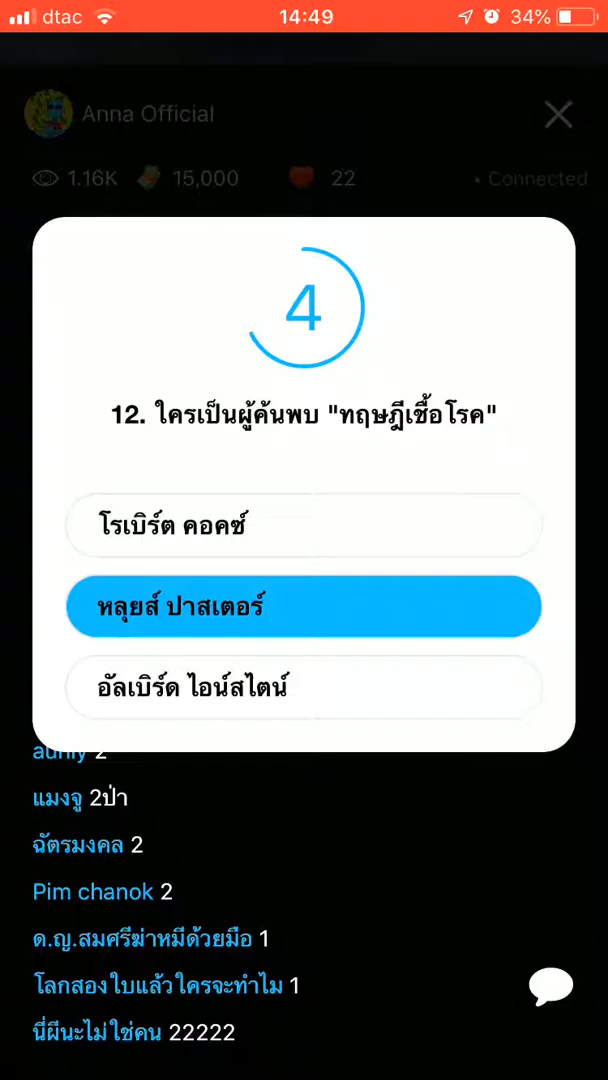 dtac
14:49
34%
Anna Official
1.16K
15,000
22
• Connected
4
12. ใครเป็นผู้ค้นพบ "ทฤษฎีเชื้อโรค"
โรเบิร์ต คอคซ์
หลุยส์ ปาสเตอร์
อัลเบิร์ด ไอน์สไตน์
2
แมงจู 2ป่า
ฉัตรมงคล 2
Pim chanok 2
ด.ญ.สมศรีฆ่าหมีด้วยมือ 1
โลกสองใบแล้วใครจะทำไม 1
นี่ผีนะไม่ใช่คน 22222